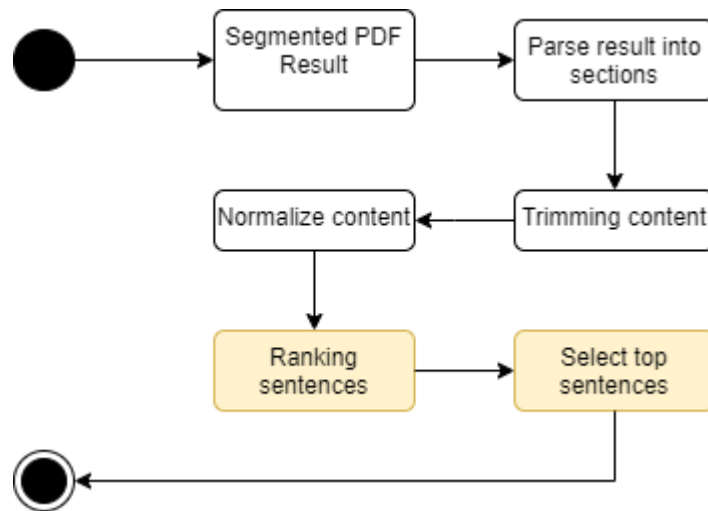 Segmented PDF
Result
Parse result into
sections
Trimming content
Normalize content
Ranking
sentences
Select top
sentences